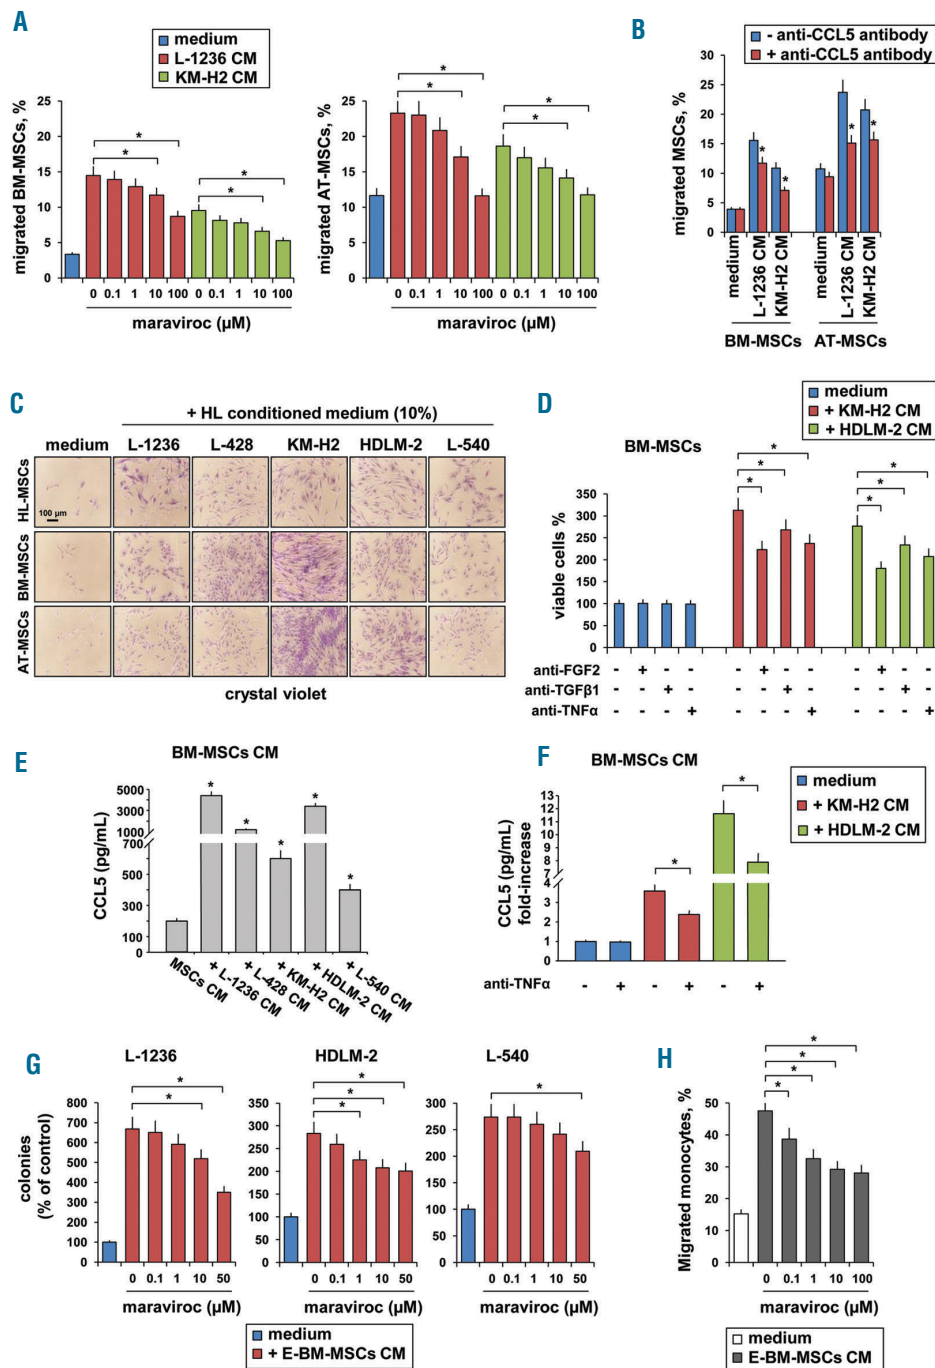 A
medium
L-1236 CM
KM-H2 CM
migrated BM-MSCs, %
25
20
15
10
5
0
0 0.1 1 10 100 0 0.1 1 10 100
maraviroc (µM)
migrated AT-MSCs, %
25
20
15
10
5
0
0 0.1 1 10 100 0 0.1 1 10 100
maraviroc (µM)
* * * *
* * * *
B
- anti-CCL5 antibody
+ anti-CCL5 antibody
migrated MSCs, %
30
25
20
15
10
5
0
* * * *
medium
L-1236 CM
KM-H2 CM
medium
L-1236 CM
KM-H2 CM
BM-MSCs AT-MSCs
C
+ HL conditioned medium (10%)
medium L-1236 L-428 KM-H2 HDLM-2 L-540
HL-MSCs
100 µm
BM-MSCs
AT-MSCs
crystal violet
D
medium
+ KM-H2 CM
+ HDLM-2 CM
BM-MSCs
viable cells %
350
300
250
200
150
100
50
0
* * *
* * *
anti-FGF2 - + - - - + - - - + - -
anti-TGFβ1 - - + - - - + - - - + -
anti-TNFα - - - + - - - + - - - +
E
BM-MSCs CM
CCL5 (pg/mL)
5000
3000
1000
700
600
400
200
0
* * * * *
MSCs CM
+ L-1236 CM
+ L-428 CM
+ KM-H2 CM
+ HDLM-2 CM
+ L-540 CM
F
BM-MSCs CM
medium
+ KM-H2 CM
+ HDLM-2 CM
CCL5 (pg/mL)
fold-increase
13
12
11
10
9
8
7
6
4
2
1
0
* *
anti-TNFα - + - + - +
G
L-1236
colonies
(% of control)
800
700
600
500
400
300
200
100
0
* *
0 0.1 1 10 50
maraviroc (µM)
HDLM-2
350
300
250
200
150
100
50
0
* * *
0 0.1 1 10 50
maraviroc (µM)
L-540
300
250
200
150
100
50
0
*
0 0.1 1 10 50
maraviroc (µM)
medium
+ E-BM-MSCs CM
H
Migrated monocytes, %
50
40
30
20
10
0
* * * *
0 0.1 1 10 100
maraviroc (µM)
medium
E-BM-MSCs CM